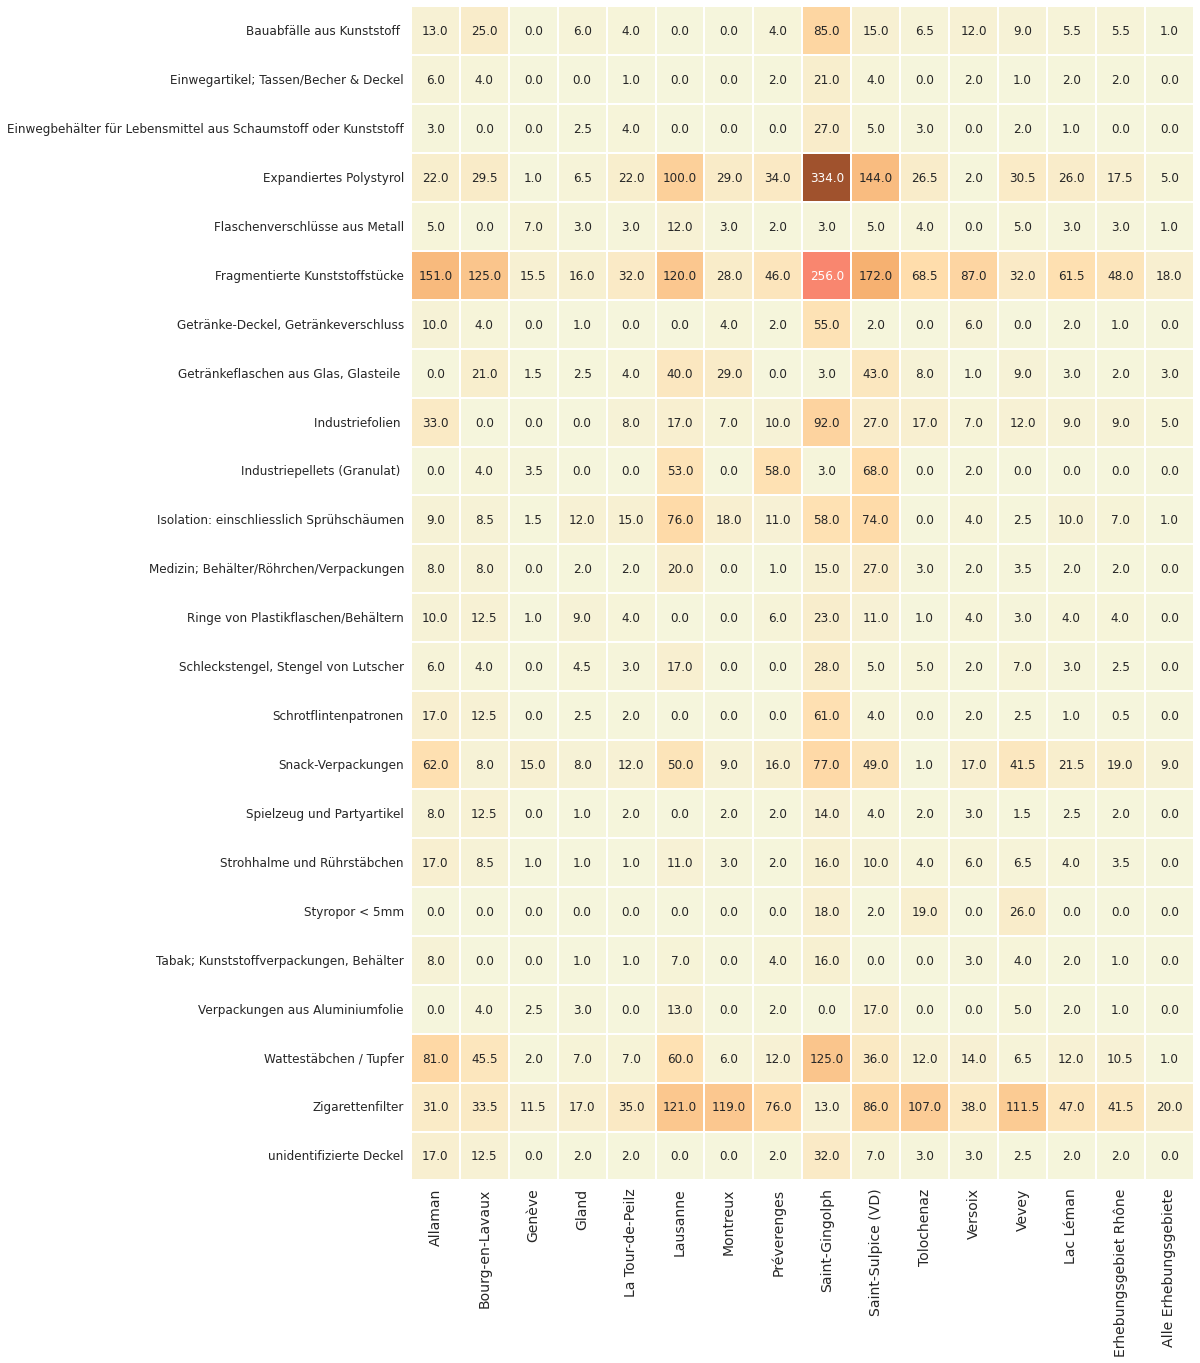 Bauabfälle aus Kunststoff 13.0 25.0 0.0 6.0 4.0 0.0 0.0 4.0 85.0 15.0 6.5 12.0 9.0 5.5 5.5 1.0
Einwegartikel; Tassen/Becher & Deckel 6.0 4.0 0.0 0.0 1.0 0.0 0.0 2.0 21.0 4.0 0.0 2.0 1.0 2.0 2.0 0.0
Einwegbehälter für Lebensmittel aus Schaumstoff oder Kunststoff 3.0 0.0 0.0 2.5 4.0 0.0 0.0 0.0 27.0 5.0 3.0 0.0 2.0 1.0 0.0 0.0
Expandiertes Polystyrol 22.0 29.5 1.0 6.5 22.0 100.0 29.0 34.0 334.0 144.0 26.5 2.0 30.5 26.0 17.5 5.0
Flaschenverschlüsse aus Metall 5.0 0.0 7.0 3.0 3.0 12.0 3.0 2.0 3.0 5.0 4.0 0.0 5.0 3.0 3.0 1.0
Fragmentierte Kunststoffstücke 151.0 125.0 15.5 16.0 32.0 120.0 28.0 46.0 256.0 172.0 68.5 87.0 32.0 61.5 48.0 18.0
Getränke-Deckel, Getränkeverschluss 10.0 4.0 0.0 1.0 0.0 0.0 4.0 2.0 55.0 2.0 0.0 6.0 0.0 2.0 1.0 0.0
Getränkeflaschen aus Glas, Glasteile 0.0 21.0 1.5 2.5 4.0 40.0 29.0 0.0 3.0 43.0 8.0 1.0 9.0 3.0 2.0 3.0
Industriefolien 33.0 0.0 0.0 0.0 8.0 17.0 7.0 10.0 92.0 27.0 17.0 7.0 12.0 9.0 9.0 5.0
Industriepellets (Granulat) 0.0 4.0 3.5 0.0 0.0 53.0 0.0 58.0 3.0 68.0 0.0 2.0 0.0 0.0 0.0 0.0
Isolation: einschliesslich Sprühschäumen 9.0 8.5 1.5 12.0 15.0 76.0 18.0 11.0 58.0 74.0 0.0 4.0 2.5 10.0 7.0 1.0
Medizin; Behälter/Röhrchen/Verpackungen 8.0 8.0 0.0 2.0 2.0 20.0 0.0 1.0 15.0 27.0 3.0 2.0 3.5 2.0 2.0 0.0
Ringe von Plastikflaschen/Behältern 10.0 12.5 1.0 9.0 4.0 0.0 0.0 6.0 23.0 11.0 1.0 4.0 3.0 4.0 4.0 0.0
Schleckstengel, Stengel von Lutscher 6.0 4.0 0.0 4.5 3.0 17.0 0.0 0.0 28.0 5.0 5.0 2.0 7.0 3.0 2.5 0.0
Schrotflintenpatronen 17.0 12.5 0.0 2.5 2.0 0.0 0.0 0.0 61.0 4.0 0.0 2.0 2.5 1.0 0.5 0.0
Snack-Verpackungen 62.0 8.0 15.0 8.0 12.0 50.0 9.0 16.0 77.0 49.0 1.0 17.0 41.5 21.5 19.0 9.0
Spielzeug und Partyartikel 8.0 12.5 0.0 1.0 2.0 0.0 2.0 2.0 14.0 4.0 2.0 3.0 1.5 2.5 2.0 0.0
Strohhalme und Rührstäbchen 17.0 8.5 1.0 1.0 1.0 11.0 3.0 2.0 16.0 10.0 4.0 6.0 6.5 4.0 3.5 0.0
Styropor < 5mm 0.0 0.0 0.0 0.0 0.0 0.0 0.0 0.0 18.0 2.0 19.0 0.0 26.0 0.0 0.0 0.0
Tabak; Kunststoffverpackungen, Behälter 8.0 0.0 0.0 1.0 1.0 7.0 0.0 4.0 16.0 0.0 0.0 3.0 4.0 2.0 1.0 0.0
Verpackungen aus Aluminiumfolie 0.0 4.0 2.5 3.0 0.0 13.0 0.0 2.0 0.0 17.0 0.0 0.0 5.0 2.0 1.0 0.0
Wattestäbchen / Tupfer 81.0 45.5 2.0 7.0 7.0 60.0 6.0 12.0 125.0 36.0 12.0 14.0 6.5 12.0 10.5 1.0
Zigarettenfilter 31.0 33.5 11.5 17.0 35.0 121.0 119.0 76.0 13.0 86.0 107.0 38.0 111.5 47.0 41.5 20.0
unidentifizierte Deckel 17.0 12.5 0.0 2.0 2.0 0.0 0.0 2.0 32.0 7.0 3.0 3.0 2.5 2.0 2.0 0.0
Allaman
Bourg-en-Lavaux
Genève
Gland
La Tour-de-Peilz
Lausanne
Montreux
Préverenges
Saint-Gingolph
Saint-Sulpice (VD)
Tolochenaz
Versoix
Vevey
Lac Léman
Erhebungsgebiet Rhône
Alle Erhebungsgebiete